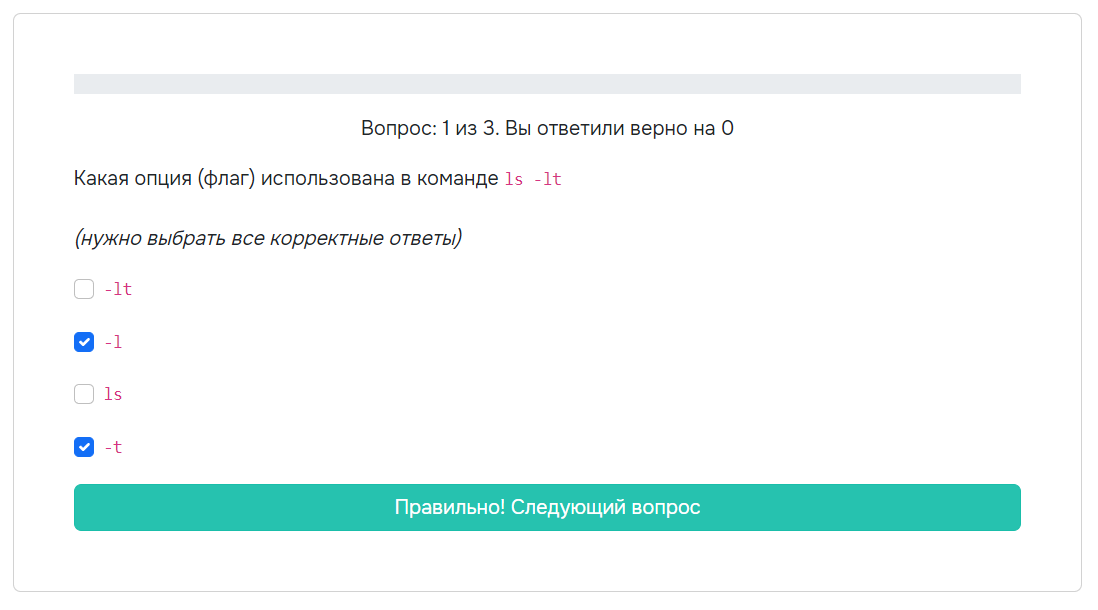 Вопрос: 1 из 3. Вы ответили верно на 0
Какая опция (флаг) использована в команде ls -lt
(нужно выбрать все корректные ответы)
-lt
-l
ls
-t
Правильно! Следующий вопрос